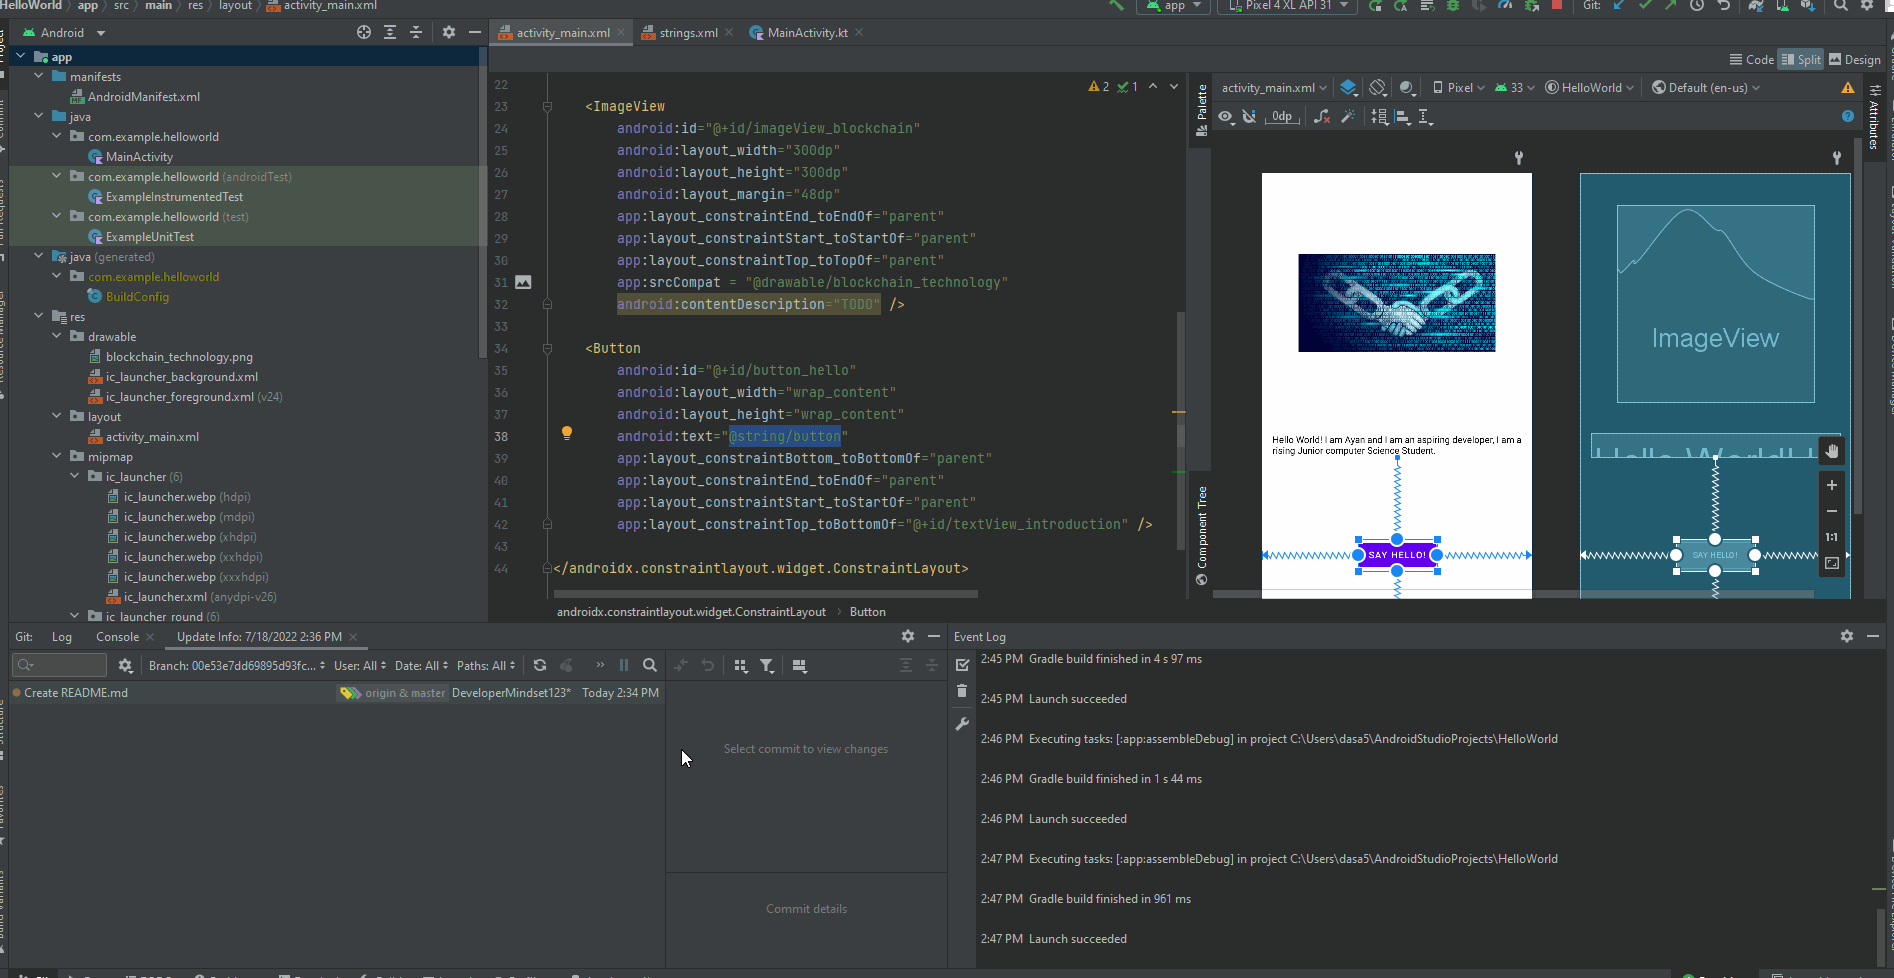 HelloWorld app src main res layout activity_main.xml
app Pixel 4 XL API 31 Git:
Android
activity_main.xml strings.xml MainActivity.kt
Code Split Design
app
manifests
AndroidManifest.xml
java
com.example.helloworld
MainActivity
com.example.helloworld (androidTest)
ExampleInstrumentedTest
com.example.helloworld (test)
ExampleUnitTest
java (generated)
com.example.helloworld
BuildConfig
res
drawable
blockchain_technology.png
ic_launcher_background.xml
ic_launcher_foreground.xml (v24)
layout
activity_main.xml
mipmap
ic_launcher (6)
ic_launcher.webp (hdpi)
ic_launcher.webp (mdpi)
ic_launcher.webp (xhdpi)
ic_launcher.webp (xxhdpi)
ic_launcher.webp (xxxhdpi)
ic_launcher.xml (anydpi-v26)
ic_launcher_round (6)
2 1
22
23 <ImageView
24 android:id="@+id/imageView_blockchain"
25 android:layout_width="300dp"
26 android:layout_height="300dp"
27 android:layout_margin="48dp"
28 app:layout_constraintEnd_toEndOf="parent"
29 app:layout_constraintStart_toStartOf="parent"
30 app:layout_constraintTop_toTopOf="parent"
31 app:srcCompat = "@drawable/blockchain_technology"
32 android:contentDescription="TODO" />
33
34 <Button
35 android:id="@+id/button_hello"
36 android:layout_width="wrap_content"
37 android:layout_height="wrap_content"
38 android:text="@string/button"
39 app:layout_constraintBottom_toBottomOf="parent"
40 app:layout_constraintEnd_toEndOf="parent"
41 app:layout_constraintStart_toStartOf="parent"
42 app:layout_constraintTop_toBottomOf="@+id/textView_introduction" />
43
44 </androidx.constraintlayout.widget.ConstraintLayout>
androidx.constraintlayout.widget.ConstraintLayout Button
Palette
Component Tree
activity_main.xml Pixel 33 HelloWorld Default (en-us)
0dp
Attributes
Hello World! I am Ayan and I am an aspiring developer, I am a
rising Junior computer Science Student.
SAY HELLO!
ImageView
Hello World! I
SAY HELLO!
1:1
Git: Log Console Update Info: 7/18/2022 2:36 PM
Branch: 00e53e7dd69895d93fc... User: All Date: All Paths: All
Create README.md origin & master DeveloperMindset123* Today 2:34 PM
Select commit to view changes
Commit details
Event Log
2:45 PM Gradle build finished in 4 s 97 ms
2:45 PM Launch succeeded
2:46 PM Executing tasks: [:app:assembleDebug] in project C:\Users\dasa5\AndroidStudioProjects\HelloWorld
2:46 PM Gradle build finished in 1 s 44 ms
2:46 PM Launch succeeded
2:47 PM Executing tasks: [:app:assembleDebug] in project C:\Users\dasa5\AndroidStudioProjects\HelloWorld
2:47 PM Gradle build finished in 961 ms
2:47 PM Launch succeeded